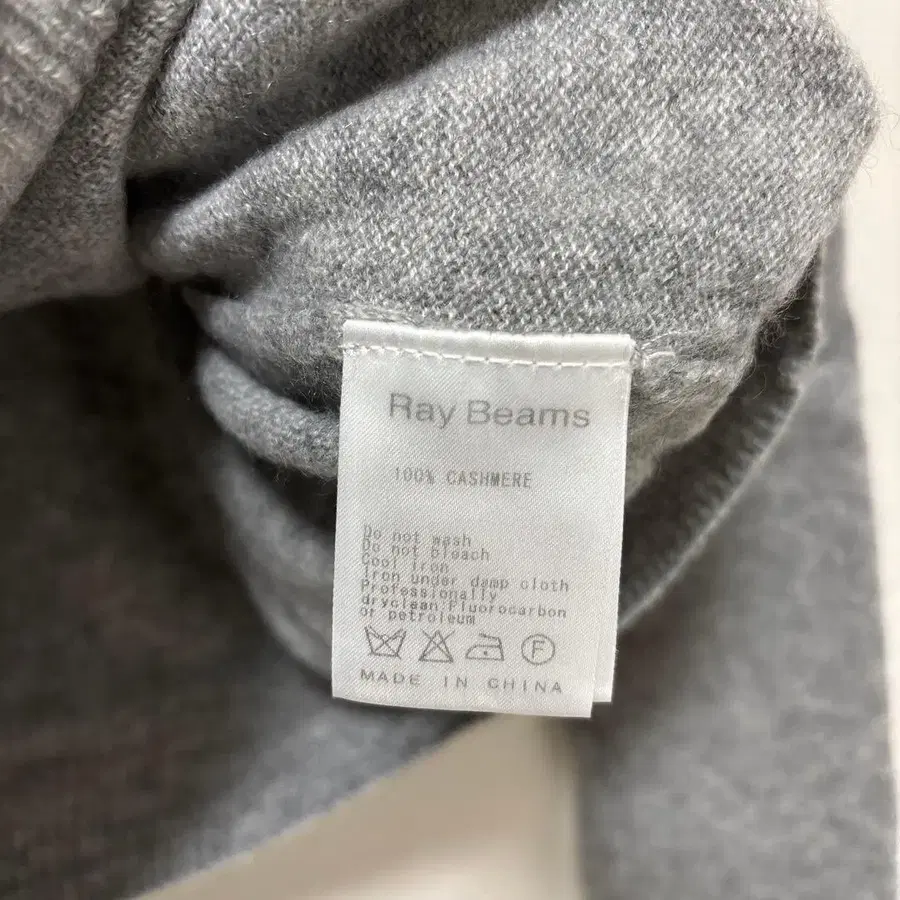 Ray Beams
100% CASHMERE
Do not wash
Do not bleach
Cool iron
Iron under damp cloth
Professionally
dryclean.Fluorocarbon
or petroleum
F
MADE IN CHINA